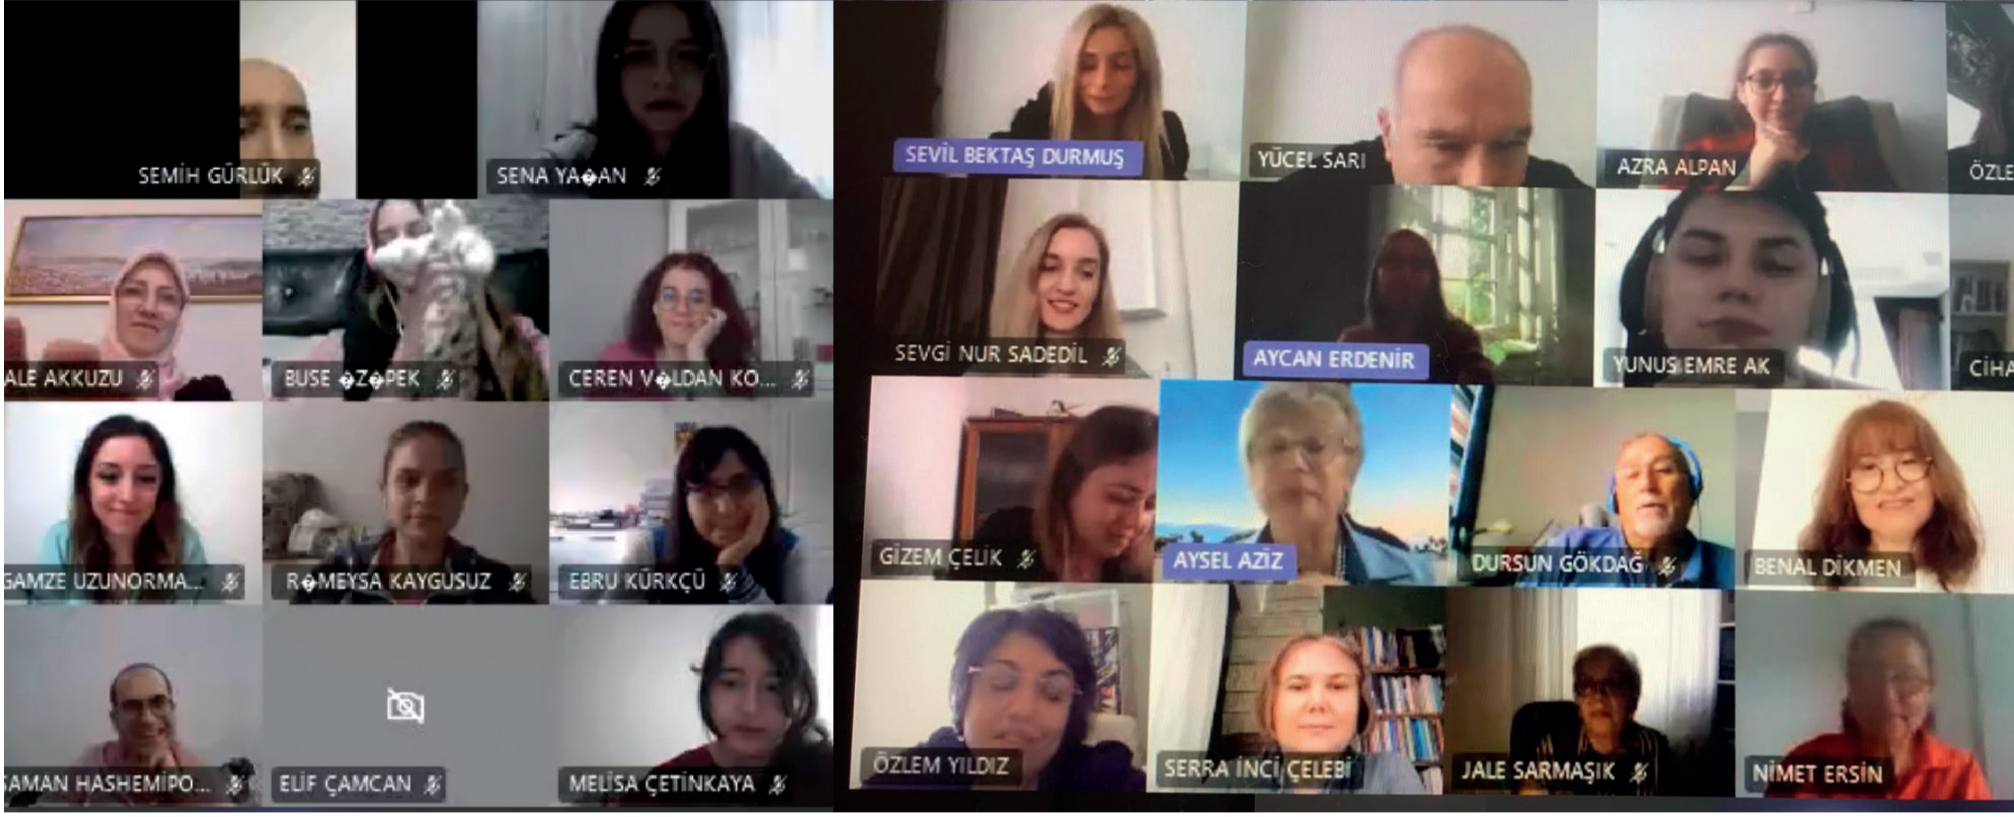 SEMİH GÜRLÜK
SENA YA�AN
ALE AKKUZU
BUSE �Z�PEK
CEREN V�LDAN KO...
GAMZE UZUNORMA...
R�MEYSA KAYGUSUZ
EBRU KÜRKÇÜ
SAMAN HASHEMİPO...
ELİF ÇAMCAN
MELİSA ÇETİNKAYA
SEVİL BEKTAŞ DURMUŞ
YÜCEL SARI
AZRA ALPAN
ÖZLE
SEVGİ NUR SADEDİL
AYCAN ERDENİR
YUNUS EMRE AK
CİHA
GİZEM ÇELİK
AYSEL AZİZ
DURSUN GÖKDAĞ
BENAL DİKMEN
ÖZLEM YILDIZ
SERRA İNCİ ÇELEBİ
JALE SARMAŞIK
NİMET ERSİN